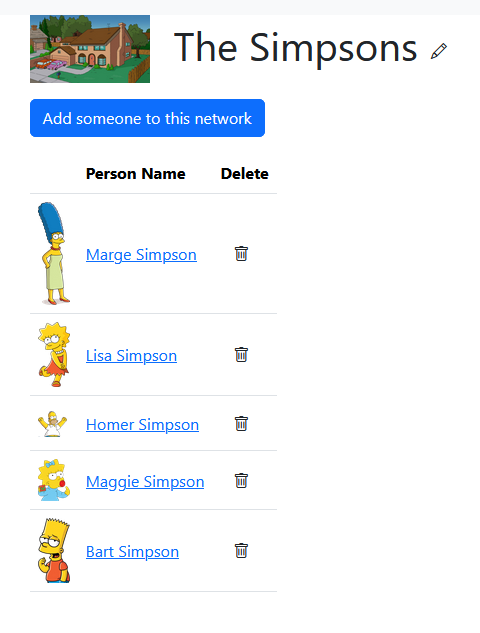 The Simpsons
Add someone to this network
Person Name Delete
Marge Simpson
Lisa Simpson
Homer Simpson
Maggie Simpson
Bart Simpson